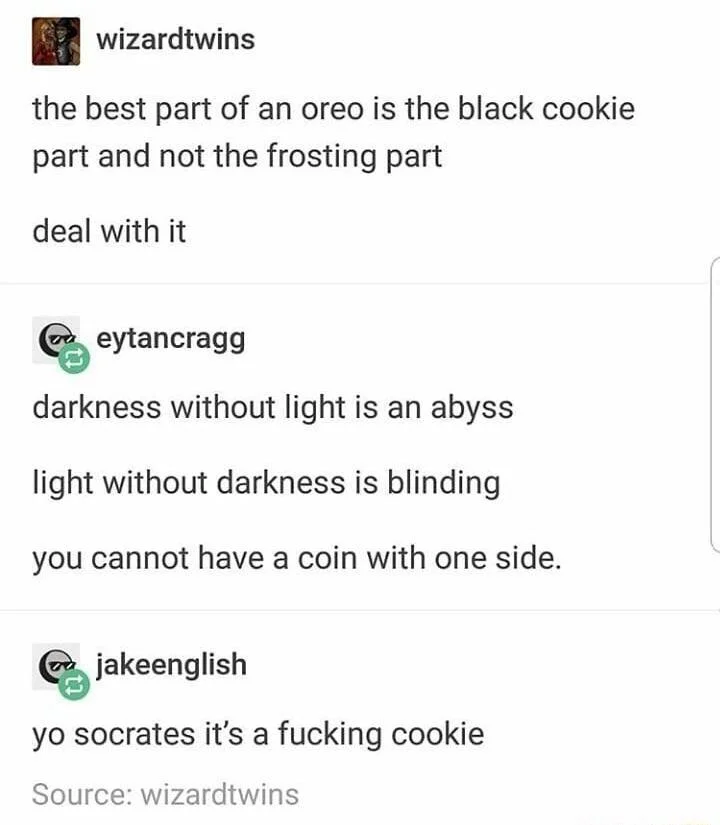 wizardtwins
the best part of an oreo is the black cookie
part and not the frosting part
deal with it
eytancragg
darkness without light is an abyss
light without darkness is blinding
you cannot have a coin with one side.
jakeenglish
yo socrates it's a fucking cookie
Source: wizardtwins